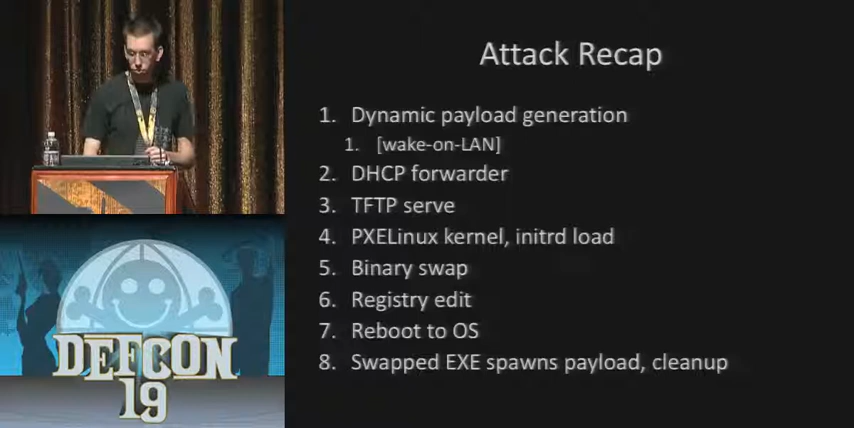 Attack Recap
1. Dynamic payload generation
1. [wake-on-LAN]
2. DHCP forwarder
3. TFTP serve
4. PXELinux kernel, initrd load
5. Binary swap
6. Registry edit
7. Reboot to OS
8. Swapped EXE spawns payload, cleanup
DEFCON
19